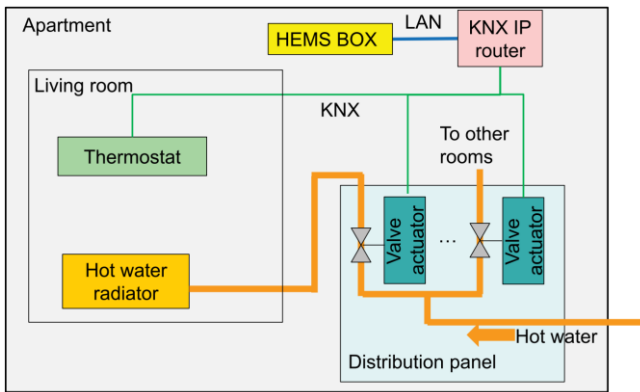 Apartment
LAN
HEMS BOX
KNX IP
router
Living room
KNX
Thermostat
To other
rooms
Valve
actuator
...
Valve
actuator
Hot water
radiator
Hot water
Distribution panel